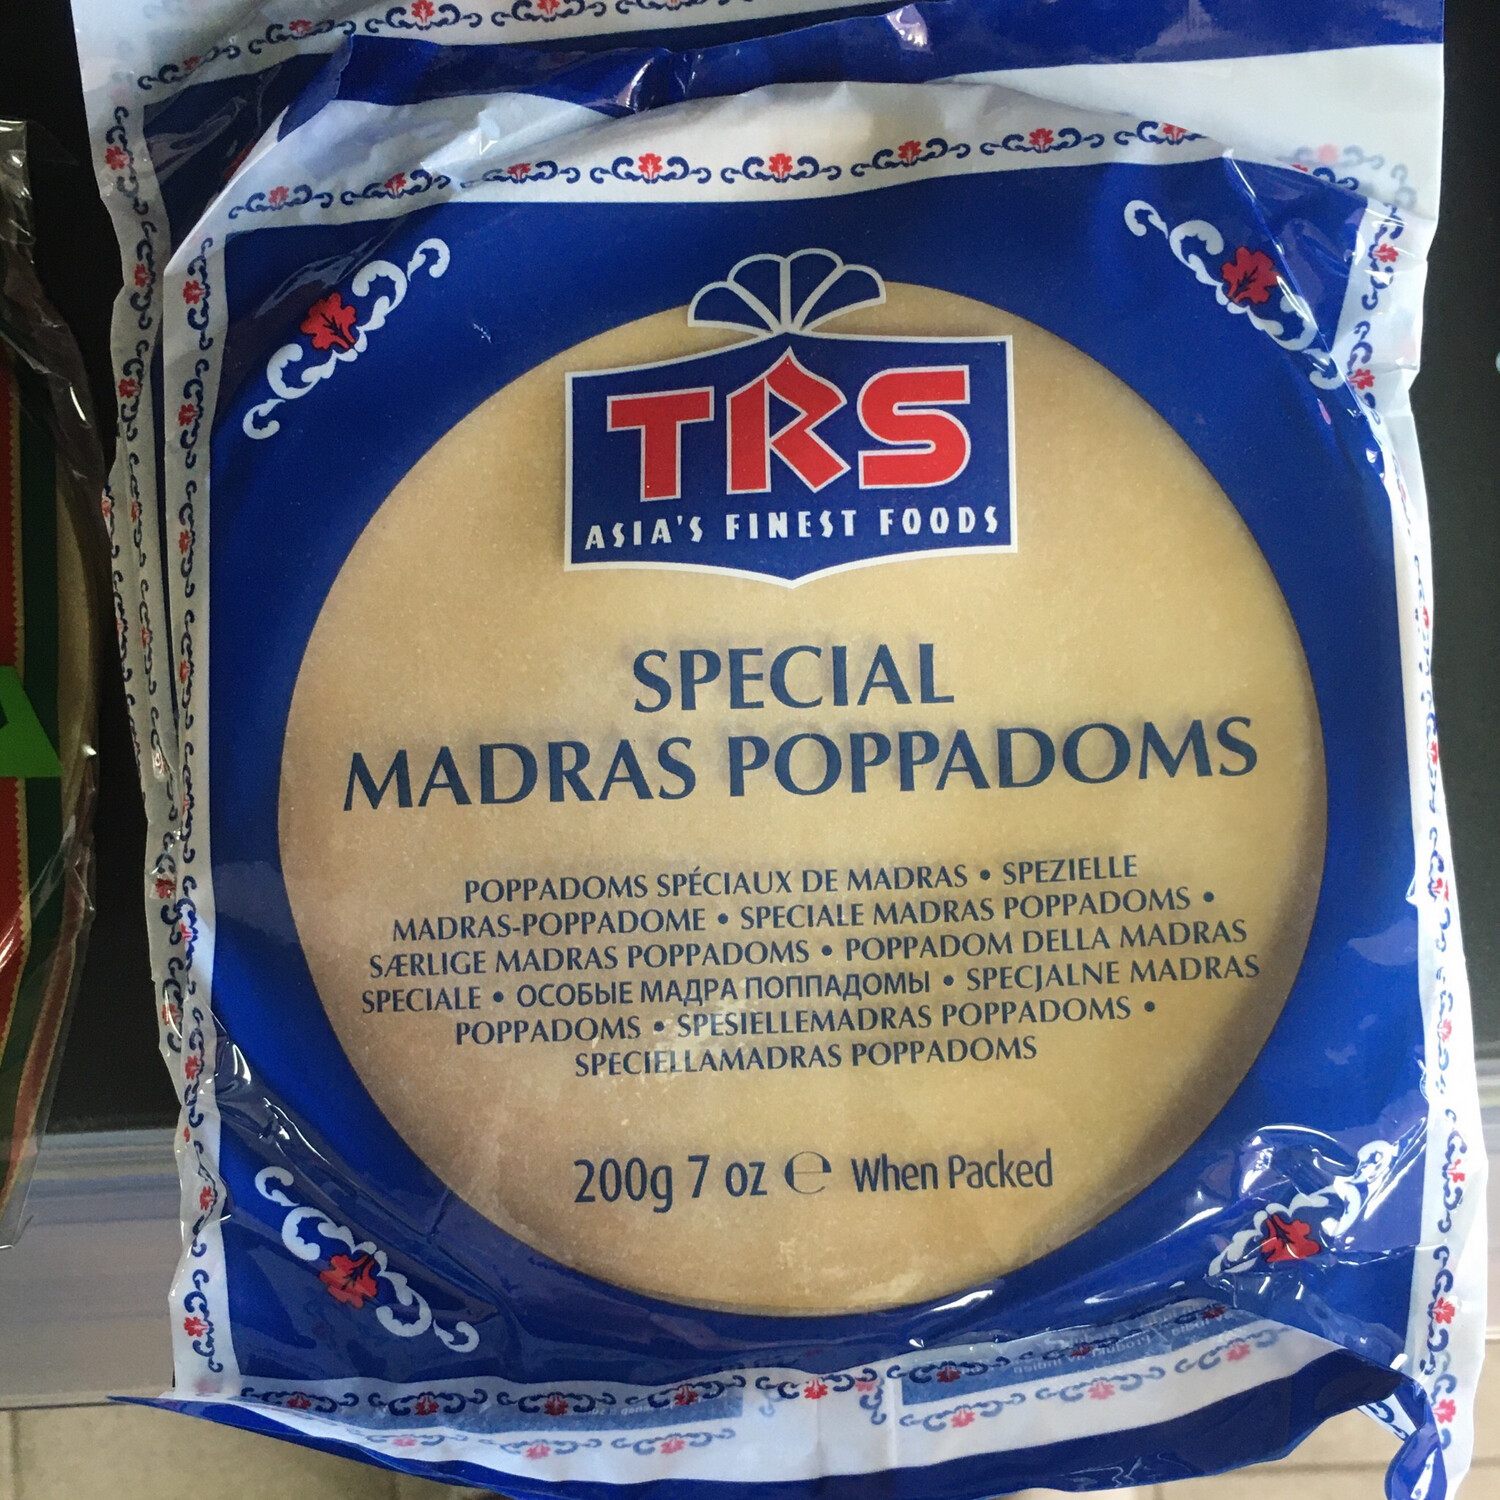 TRS
ASIA'S FINEST FOODS
SPECIAL
MADRAS POPPADOMS
POPPADOMS SPÉCIAUX DE MADRAS • SPEZIELLE
MADRAS-POPPADOME • SPECIALE MADRAS POPPADOMS •
SÆRLIGE MADRAS POPPADOMS • POPPADOM DELLA MADRAS
SPECIALE • ОСОБЫЕ МАДРА ПОППАДОМЫ • SPECJALNE MADRAS
POPPADOMS • SPESIELLEMADRAS POPPADOMS •
SPECIELLAMADRAS POPPADOMS
200g 7 oz ℮ When Packed